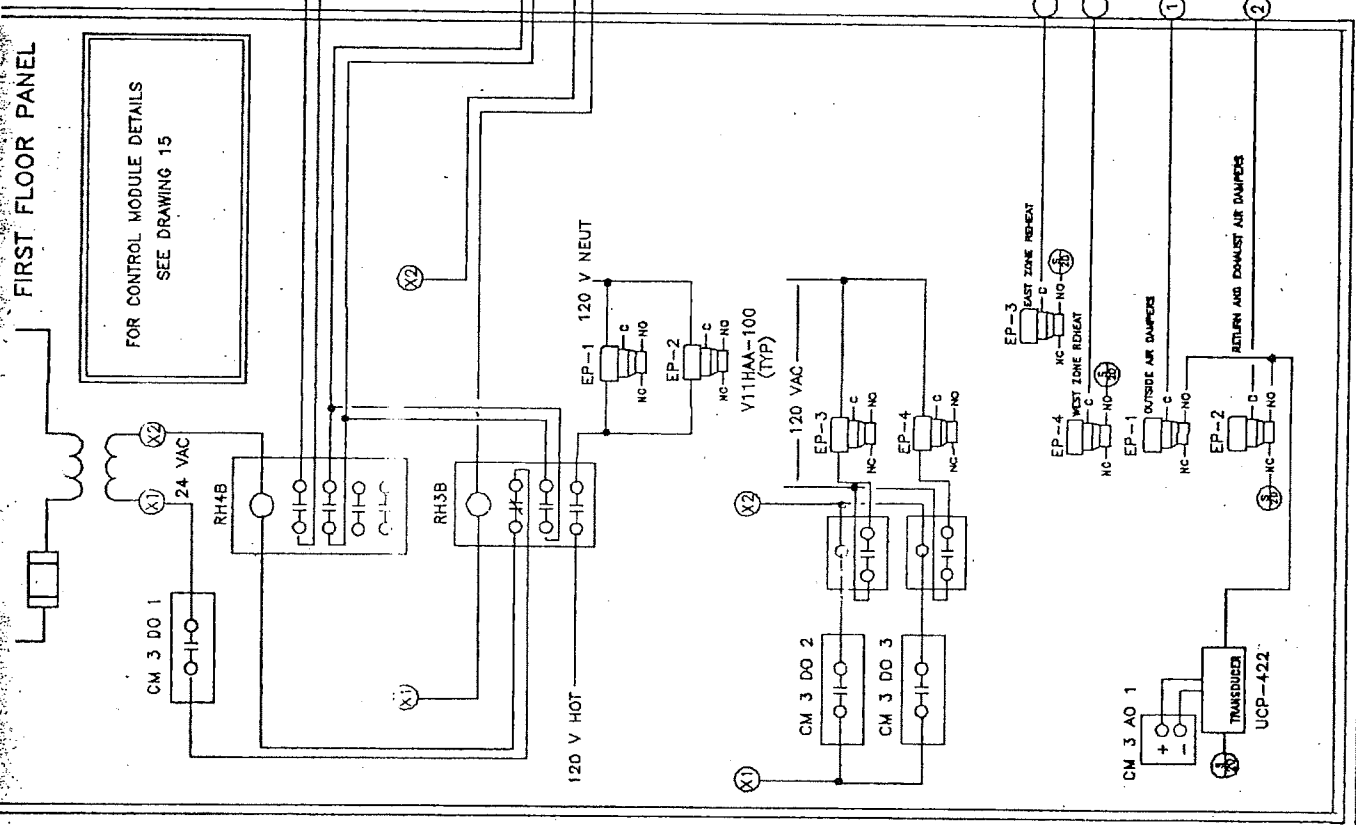 FIRST FLOOR PANEL
FOR CONTROL MODULE DETAILS
SEE DRAWING 15
X1
24 VAC
X2
CM 3 DO 1
RH4B
X1
X2
RH3B
120 V HOT
120 V NEUT
EP-1
C
NC
NO
EP-2
C
NC
NO
V11HAA-100
(TYP)
X1
X2
120 VAC
CM 3 DO 2
CM 3 DO 3
EP-3
C
NC
NO
EP-4
C
NC
NO
EP-3
EAST ZONE REHEAT
C
NC
NO
S
20
EP-4
WEST ZONE REHEAT
C
NC
NO
S
20
EP-1
OUTSIDE AIR DAMPERS
C
NC
NO
1
EP-2
RETURN AND EXHAUST AIR DAMPERS
C
NC
NO
S
20
2
CM 3 AO 1
+
-
TRANSDUCER
UCP-422
S
20